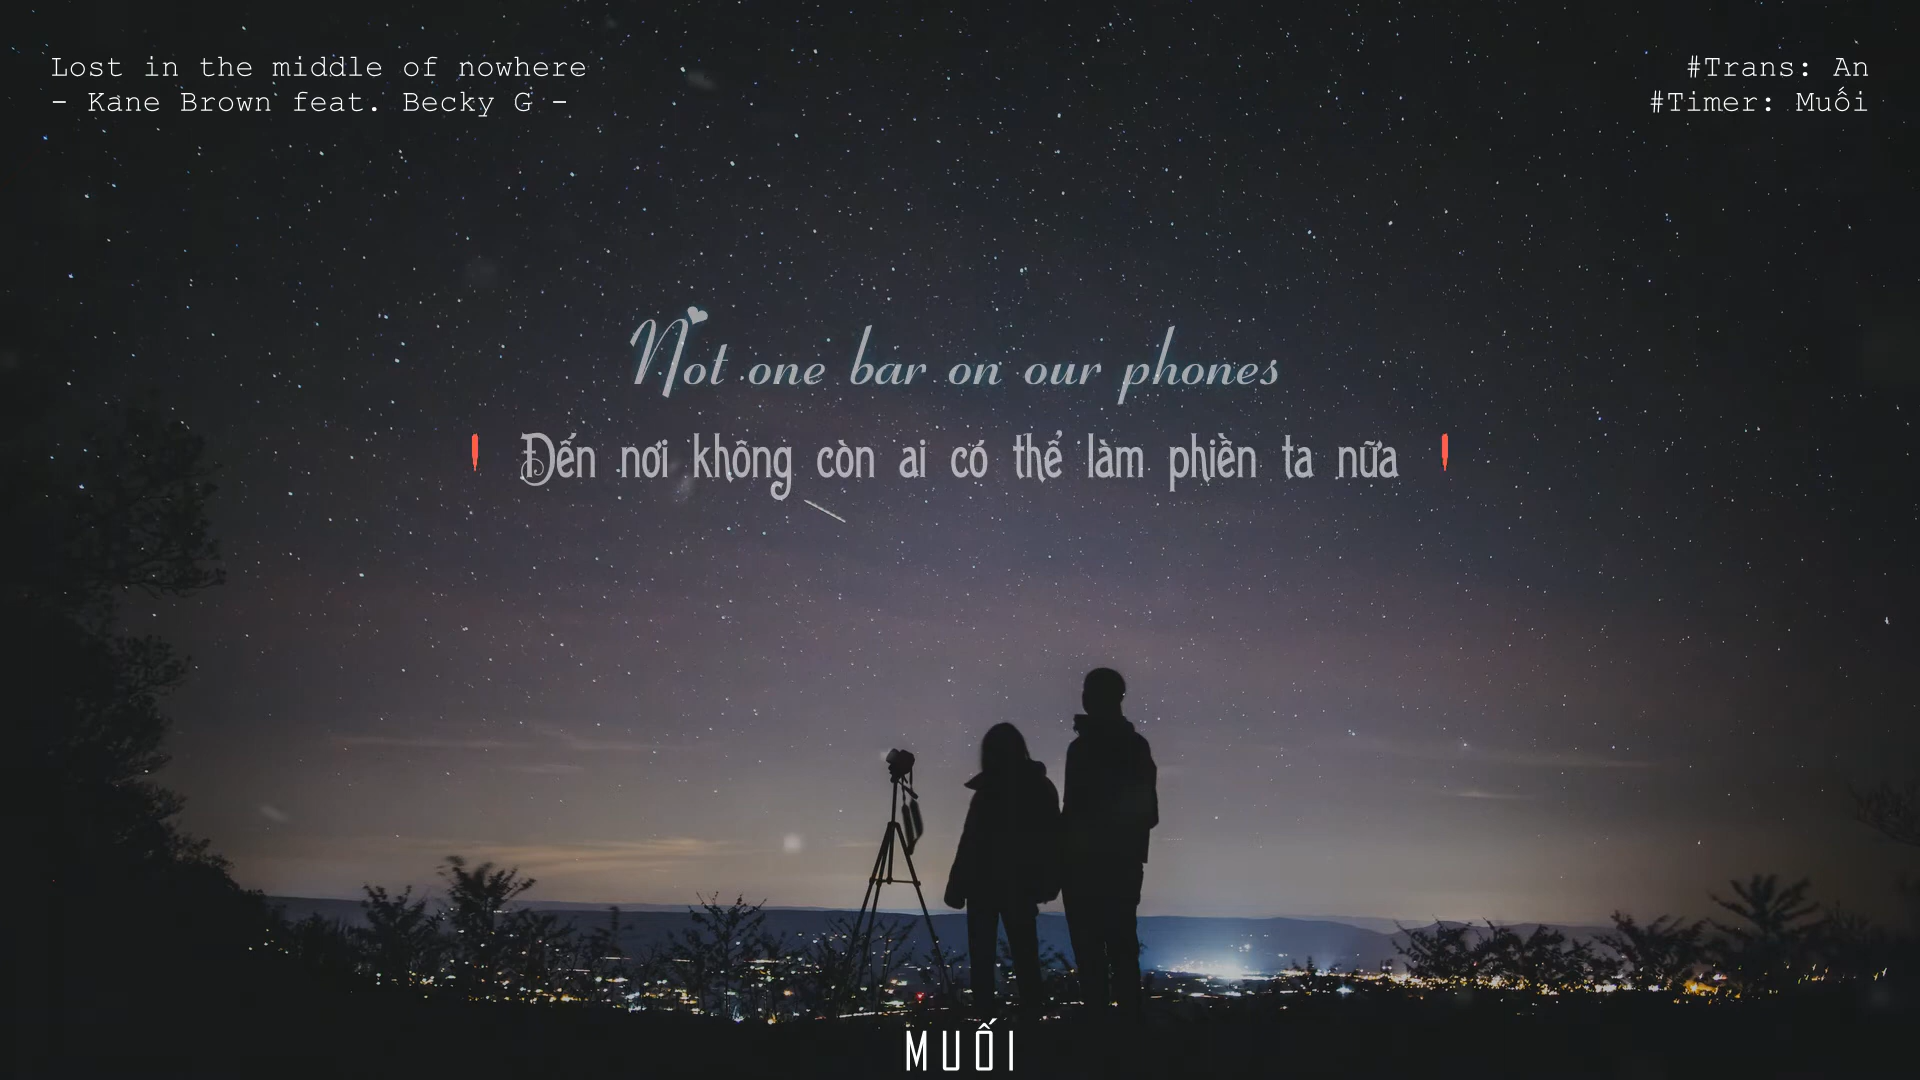 Lost in the middle of nowhere
- Kane Brown feat. Becky G -
#Trans: An
#Timer: Muối
Not one bar on our phones
Đến nơi không còn ai có thể làm phiền ta nữa
MUỐI